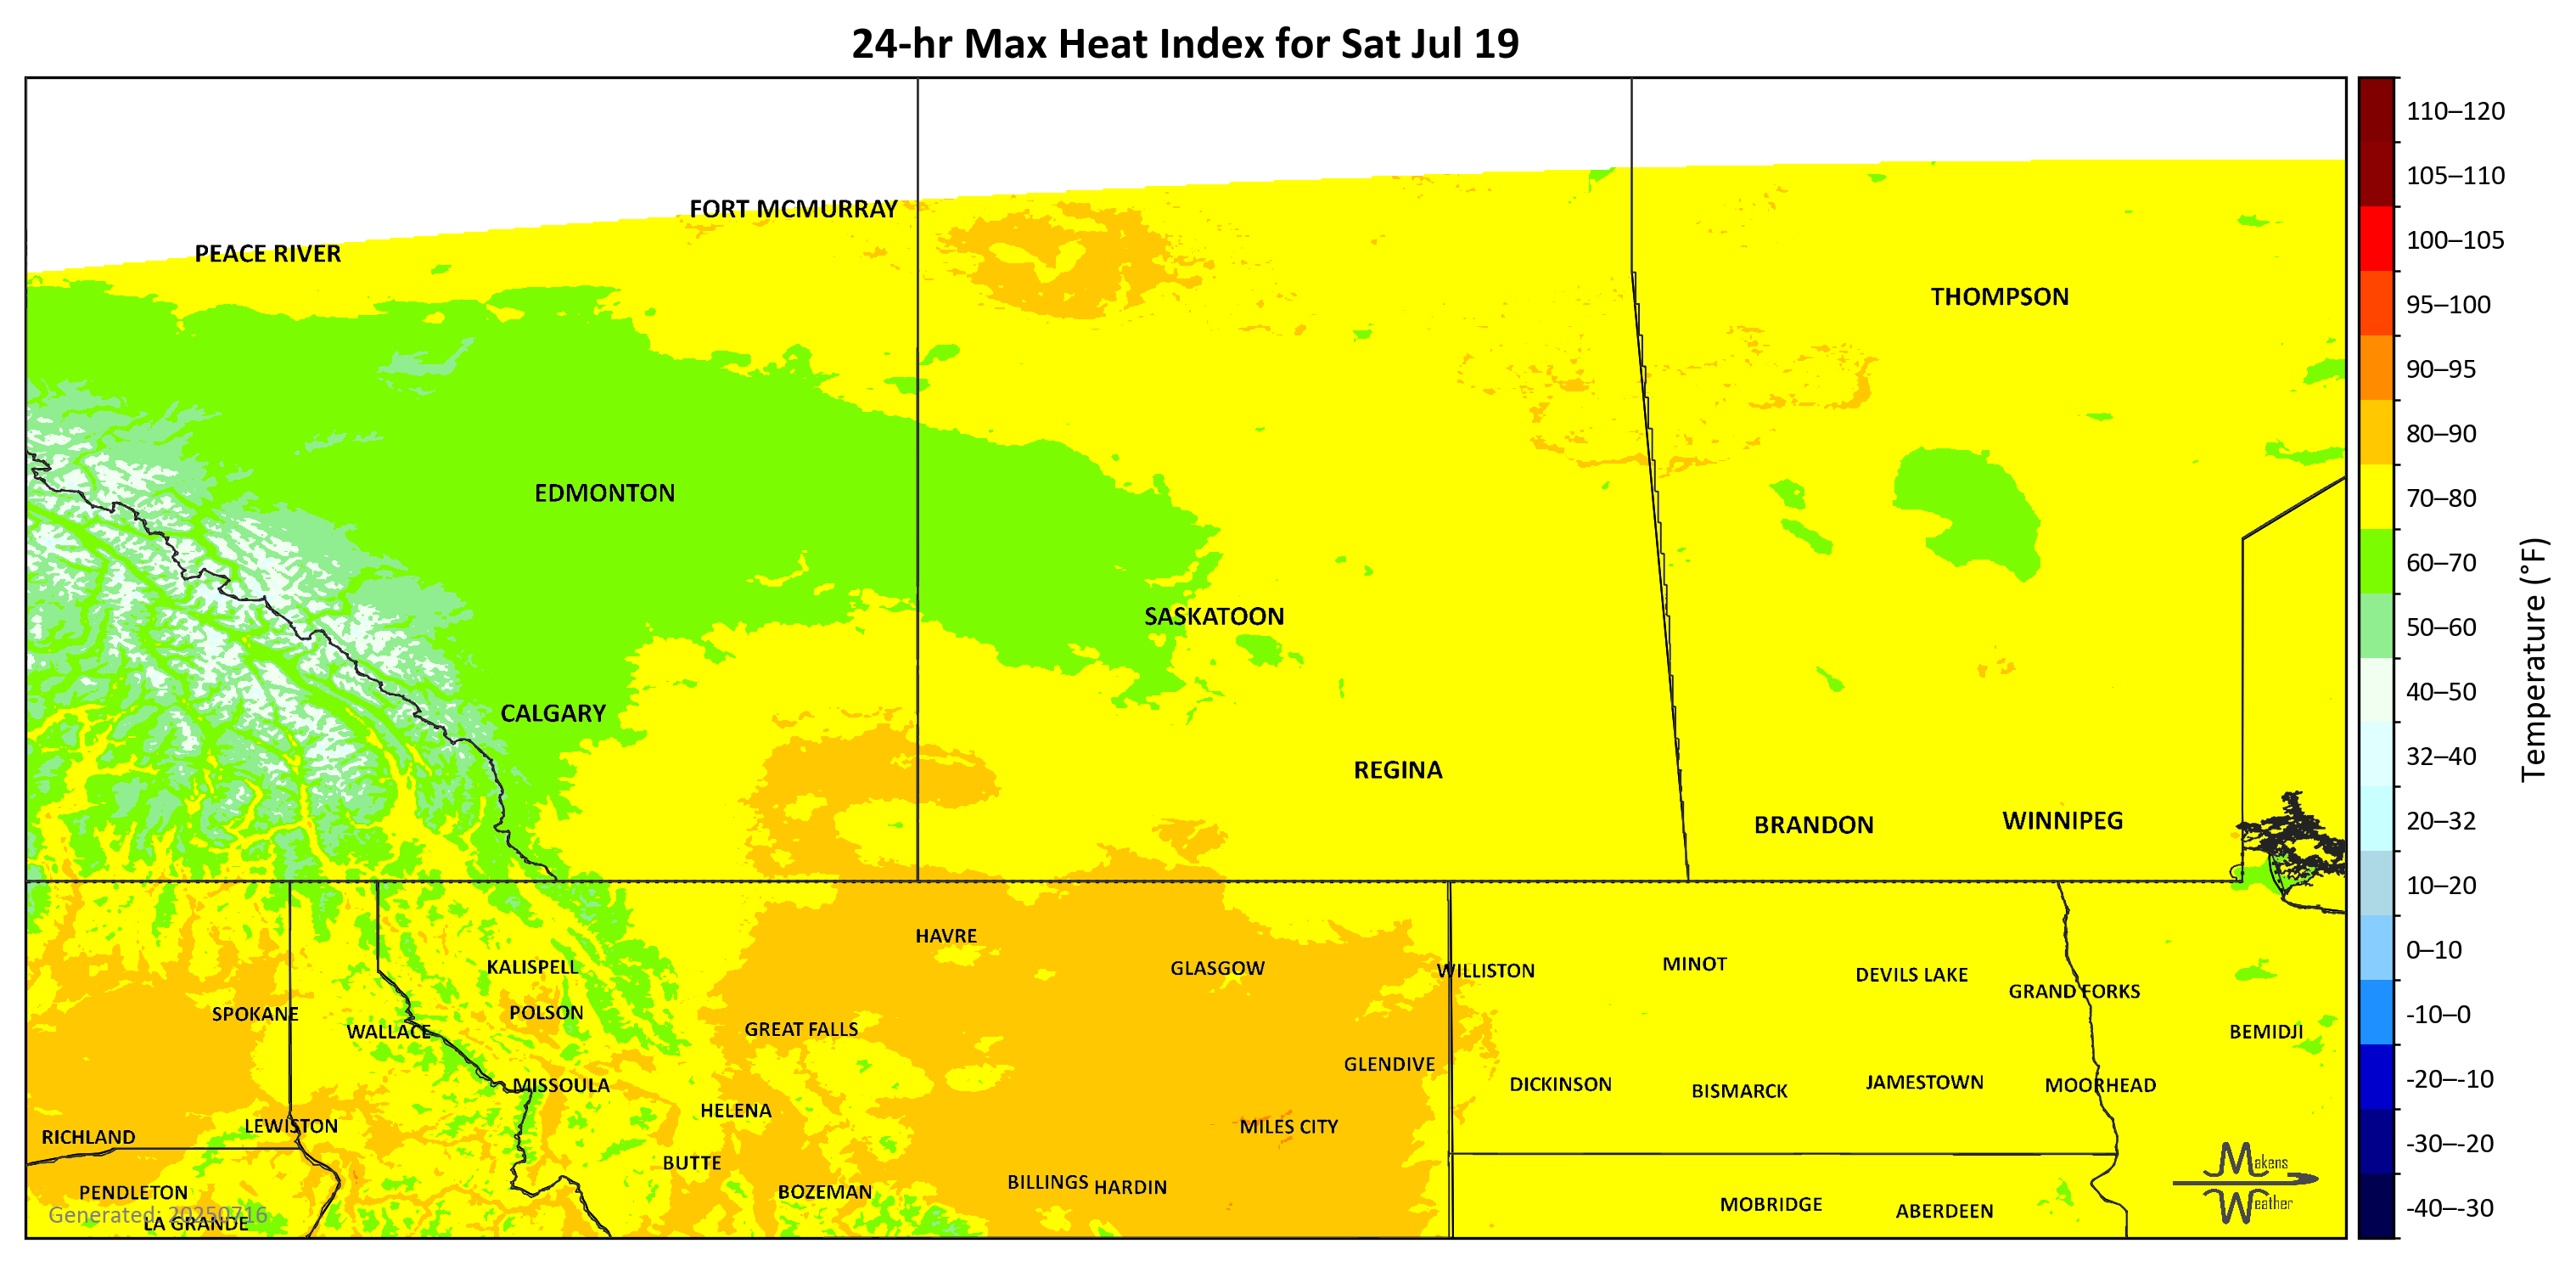 24-hr Max Heat Index for Sat Jul 19
FORT MCMURRAY
PEACE RIVER
THOMPSON
EDMONTON
SASKATOON
CALGARY
REGINA
BRANDON
WINNIPEG
HAVRE
KALISPELL
GLASGOW
WILLISTON
MINOT
DEVILS LAKE
GRAND FORKS
SPOKANE
POLSON
WALLACE
GREAT FALLS
BEMIDJI
GLENDIVE
MISSOULA
DICKINSON
BISMARCK
JAMESTOWN
MOORHEAD
HELENA
LEWISTON
MILES CITY
RICHLAND
BUTTE
BILLINGS
HARDIN
PENDLETON
BOZEMAN
MOBRIDGE
ABERDEEN
LA GRANDE
Generated: 20250716
Makens
Weather
110–120
105–110
100–105
95–100
90–95
80–90
70–80
60–70
50–60
40–50
32–40
20–32
10–20
0–10
-10–0
-20–-10
-30–-20
-40–-30
Temperature (°F)